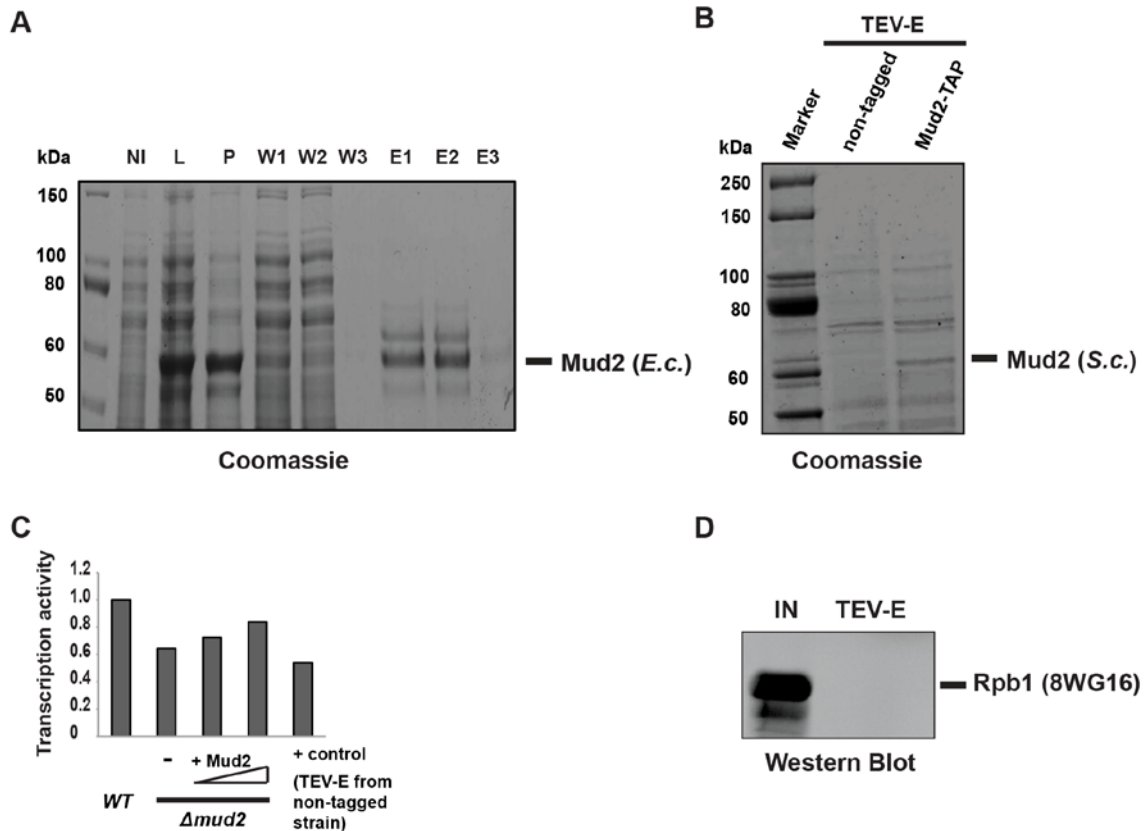 A
kDa NI L P W1 W2 W3 E1 E2 E3
150
100
80
60
50
Mud2 (E.c.)
Coomassie
B
TEV-E
Marker non-tagged Mud2-TAP
kDa
250
150
100
80
60
50
Mud2 (S.c.)
Coomassie
C
Transcription activity
1.2
1.0
0.8
0.6
0.4
0.2
0
- + Mud2 + control
(TEV-E from
non-tagged
strain)
WT
Δmud2
D
IN TEV-E
Rpb1 (8WG16)
Western Blot